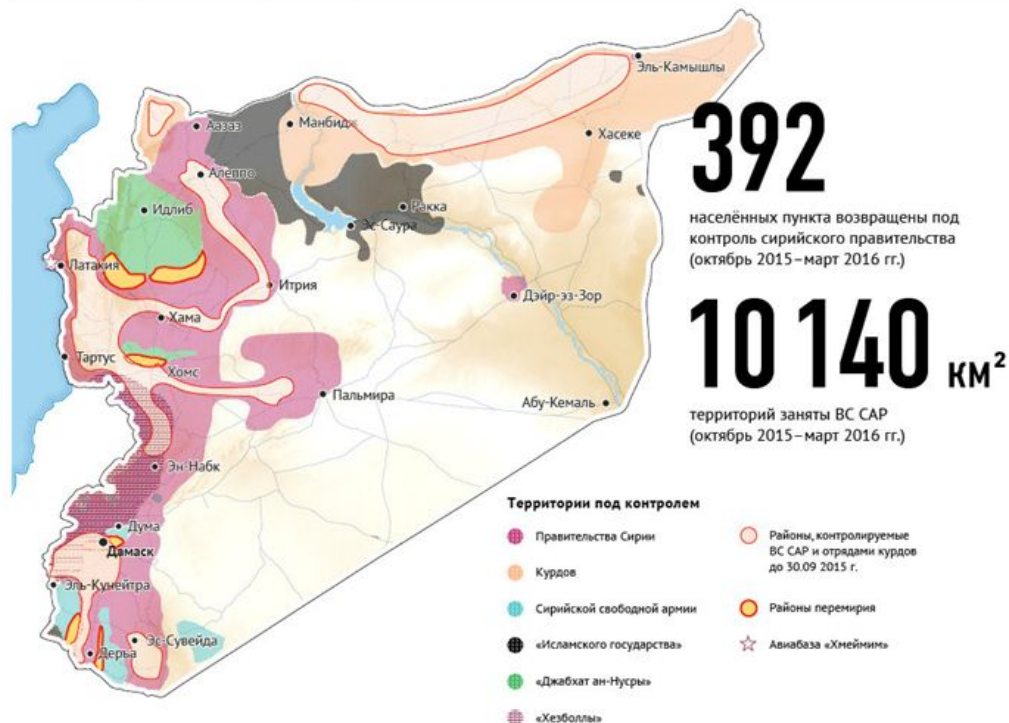 Эль-Камышлы
Аазаз
Манбидж
Хасеке
Алеппо
Идлиб
Ракка
Эс-Саура
Латакия
Итрия
Дэйр-эз-Зор
Хама
Тартус
Хомс
Пальмира
Абу-Кемаль
Эн-Набк
Дума
Дамаск
Эль-Кунейтра
Эс-Сувейда
Дерья
392
населённых пункта возвращены под
контроль сирийского правительства
(октябрь 2015–март 2016 гг.)
10 140 км²
территорий заняты ВС САР
(октябрь 2015–март 2016 гг.)
Территории под контролем
Правительства Сирии
Курдов
Сирийской свободной армии
«Исламского государства»
«Джабхат ан-Нусры»
«Хезболлы»
Районы, контролируемые
ВС САР и отрядами курдов
до 30.09 2015 г.
Районы перемирия
Авиабаза «Хмеймим»